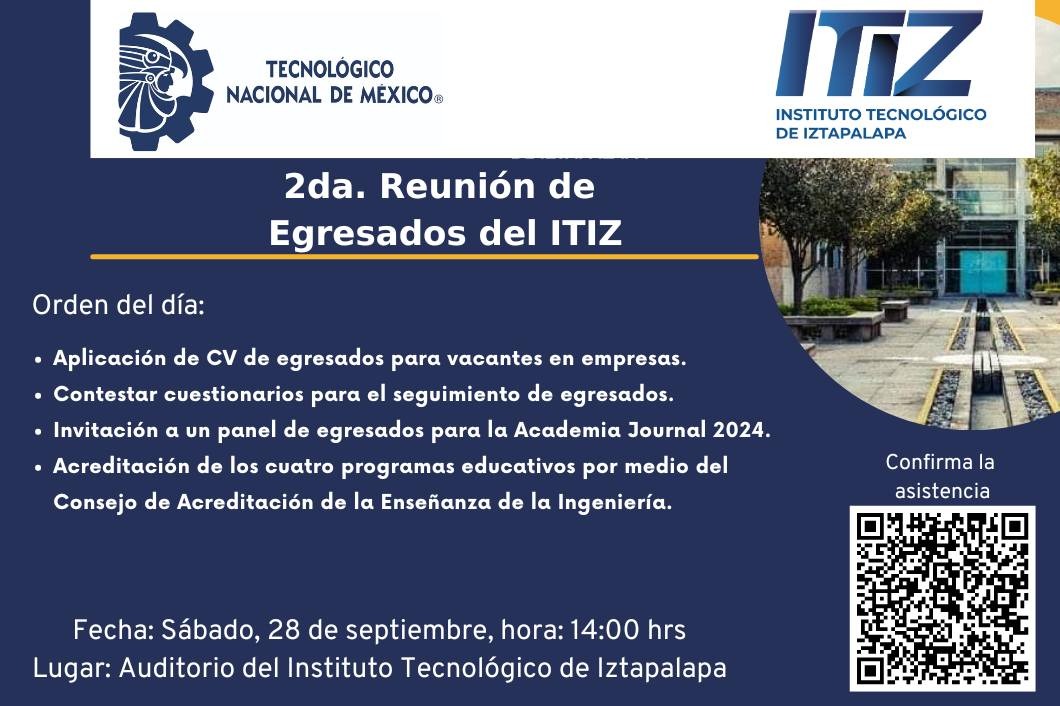 TECNOLÓGICO
NACIONAL DE MÉXICO®
ITIZ
INSTITUTO TECNOLÓGICO
DE IZTAPALAPA
2da. Reunión de
Egresados del ITIZ
Orden del día:
• Aplicación de CV de egresados para vacantes en empresas.
• Contestar cuestionarios para el seguimiento de egresados.
• Invitación a un panel de egresados para la Academia Journal 2024.
• Acreditación de los cuatro programas educativos por medio del
Consejo de Acreditación de la Enseñanza de la Ingeniería.
Confirma la
asistencia
Fecha: Sábado, 28 de septiembre, hora: 14:00 hrs
Lugar: Auditorio del Instituto Tecnológico de Iztapalapa